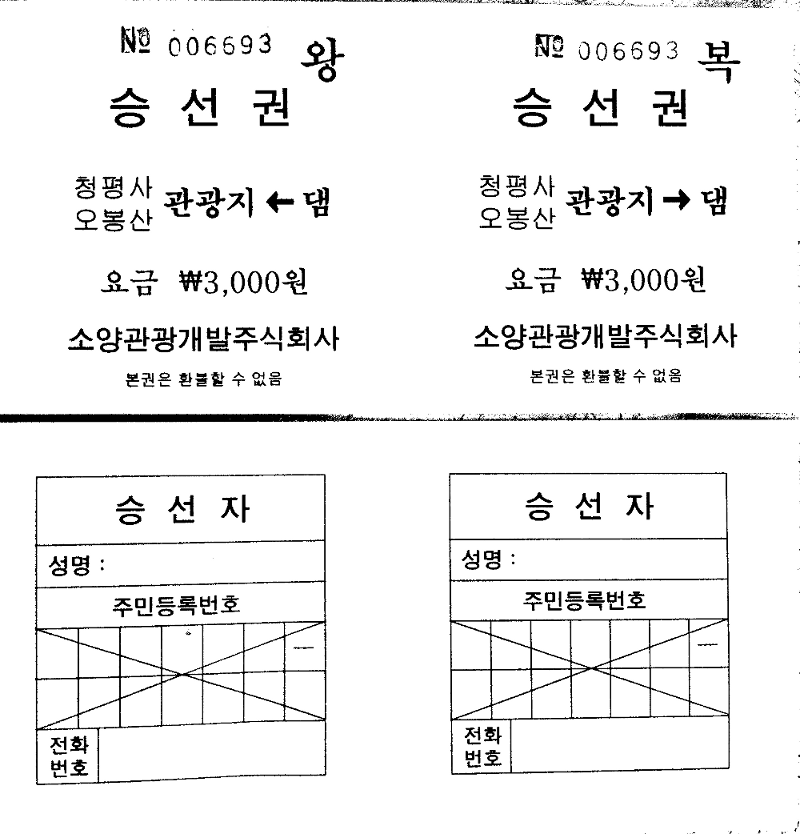 № 006693 왕
승 선 권
청평사
오봉산 관광지 ← 댐
요금 ₩3,000원
소양관광개발주식회사
본권은 환불할 수 없음
№ 006693 복
승 선 권
청평사
오봉산 관광지 → 댐
요금 ₩3,000원
소양관광개발주식회사
본권은 환불할 수 없음
승 선 자
성명 :
주민등록번호
—
전화
번호
승 선 자
성명 :
주민등록번호
—
전화
번호